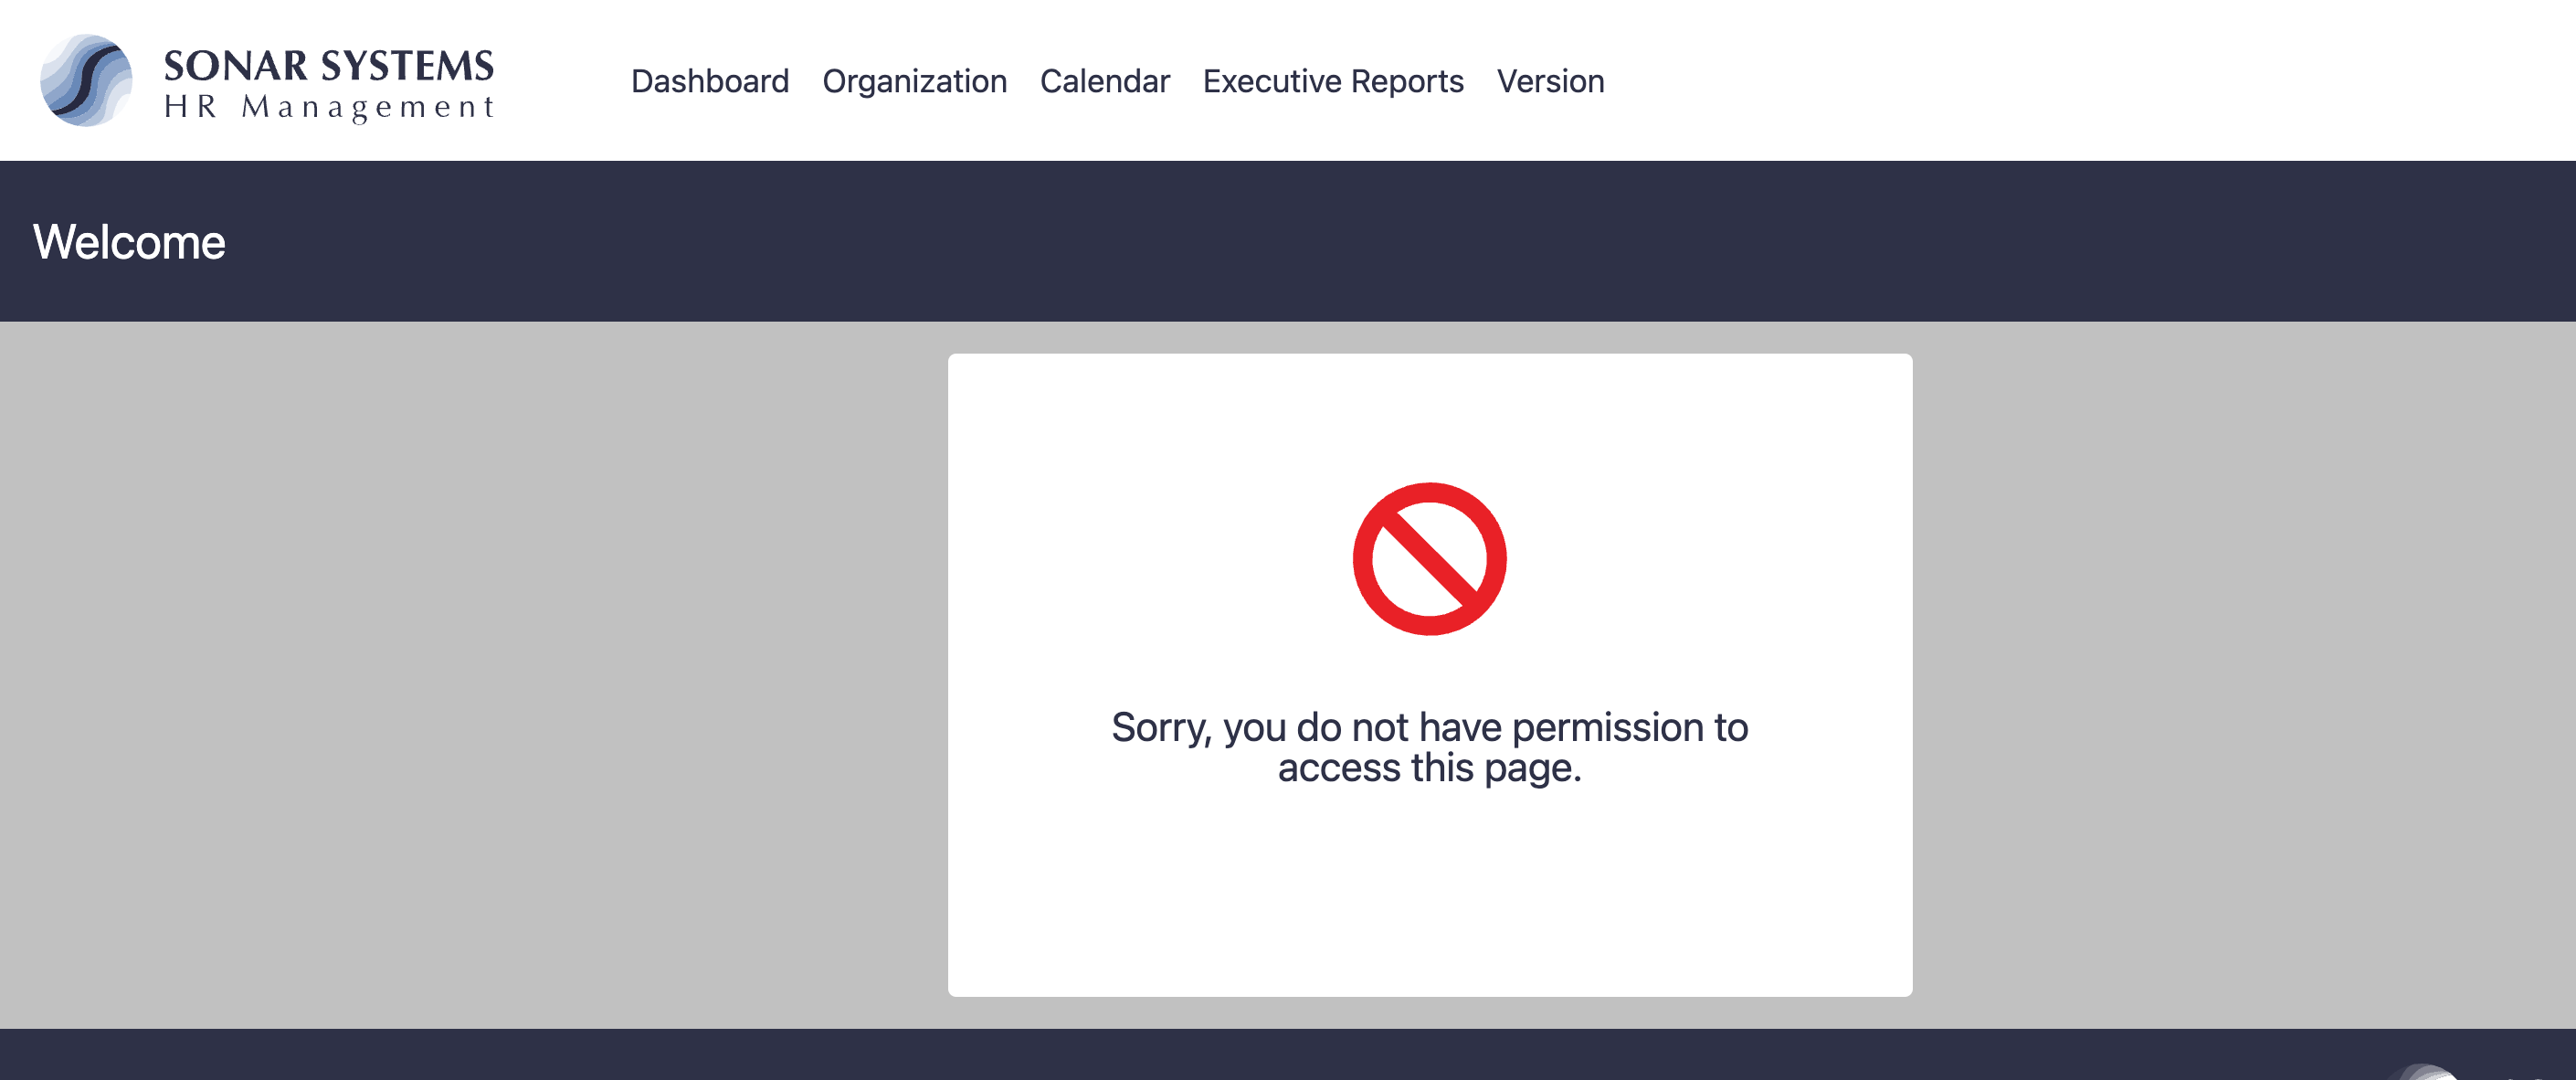 SONAR SYSTEMS
HR Management
Dashboard Organization Calendar Executive Reports Version
Welcome
Sorry, you do not have permission to
access this page.